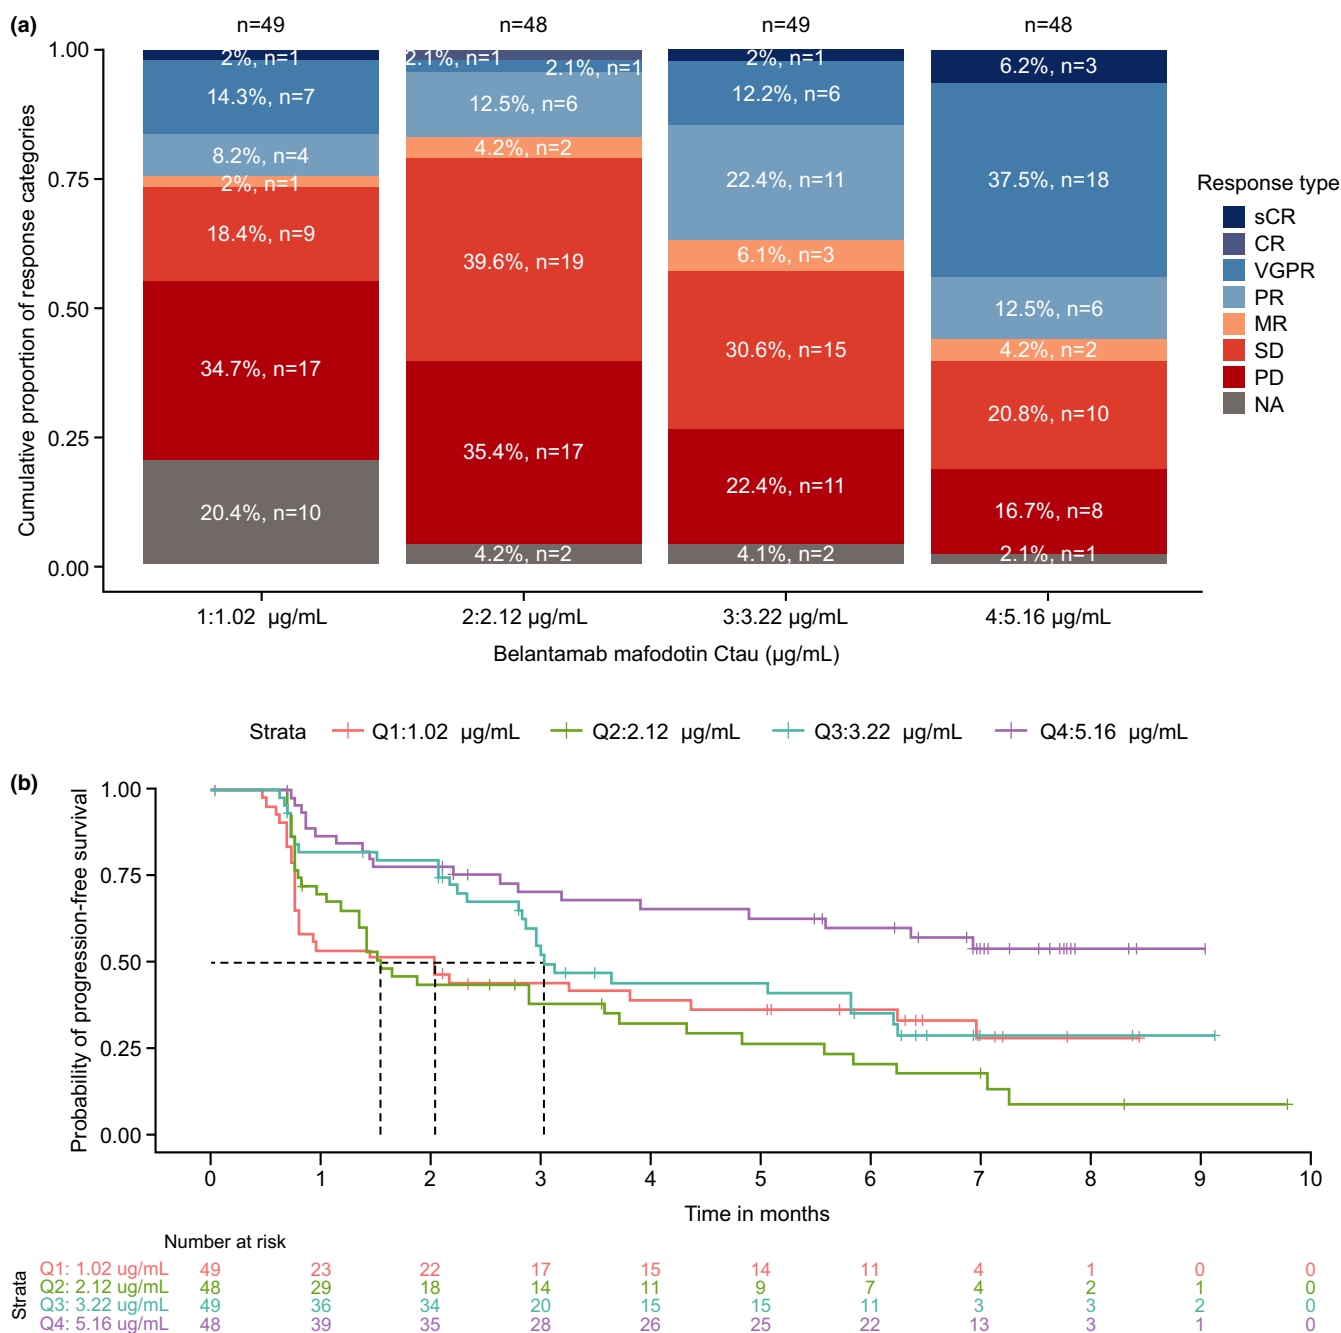 (a)
n=49 n=48 n=49 n=48
Cumulative proportion of response categories
1.00
0.75
0.50
0.25
0.00
2%, n=1
14.3%, n=7
8.2%, n=4
2%, n=1
18.4%, n=9
34.7%, n=17
20.4%, n=10
2.1%, n=1
2.1%, n=1
12.5%, n=6
4.2%, n=2
39.6%, n=19
35.4%, n=17
4.2%, n=2
2%, n=1
12.2%, n=6
22.4%, n=11
6.1%, n=3
30.6%, n=15
22.4%, n=11
4.1%, n=2
6.2%, n=3
37.5%, n=18
12.5%, n=6
4.2%, n=2
20.8%, n=10
16.7%, n=8
2.1%, n=1
Response type
sCR
CR
VGPR
PR
MR
SD
PD
NA
1:1.02 µg/mL 2:2.12 µg/mL 3:3.22 µg/mL 4:5.16 µg/mL
Belantamab mafodotin Ctau (µg/mL)
Strata Q1:1.02 µg/mL Q2:2.12 µg/mL Q3:3.22 µg/mL Q4:5.16 µg/mL
(b)
Probability of progression-free survival
1.00
0.75
0.50
0.25
0.00
0 1 2 3 4 5 6 7 8 9 10
Time in months
Number at risk
Strata
Q1: 1.02 ug/mL 49 23 22 17 15 14 11 4 1 0 0
Q2: 2.12 ug/mL 48 29 18 14 11 9 7 4 2 1 0
Q3: 3.22 ug/mL 49 36 34 20 15 15 11 3 3 2 0
Q4: 5.16 ug/mL 48 39 35 28 26 25 22 13 3 1 0